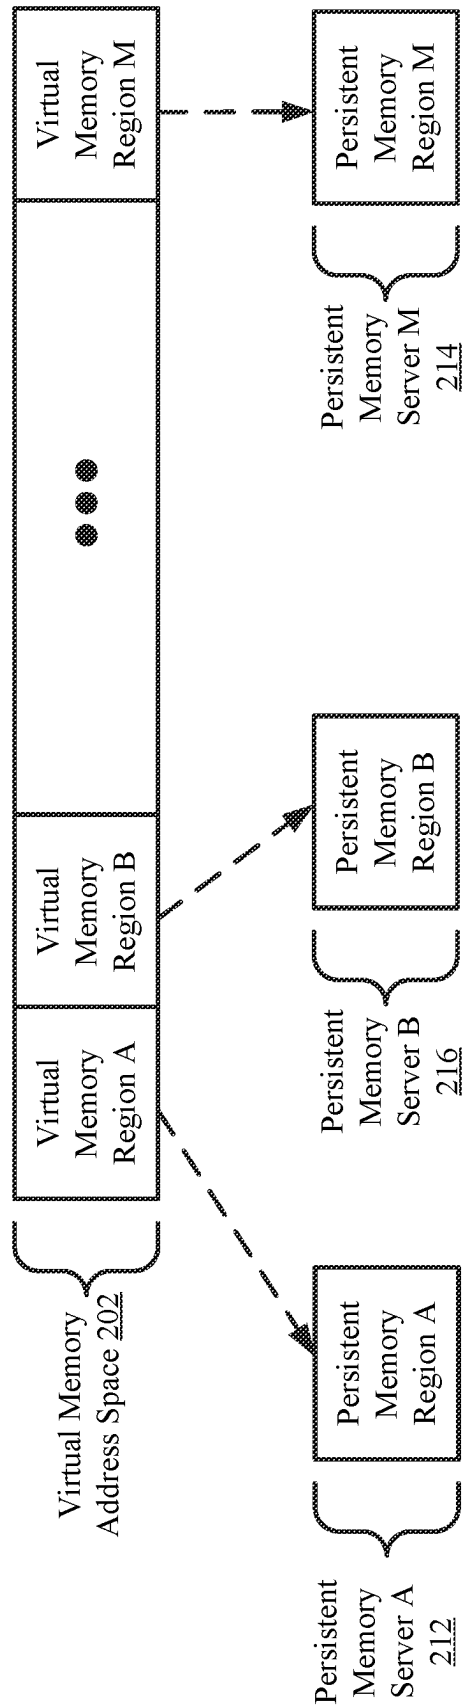 Virtual Memory
Address Space 202
Virtual
Memory
Region A
Virtual
Memory
Region B
Virtual
Memory
Region M
Persistent
Memory
Server A
212
Persistent
Memory
Region A
Persistent
Memory
Server B
216
Persistent
Memory
Region B
Persistent
Memory
Server M
214
Persistent
Memory
Region M